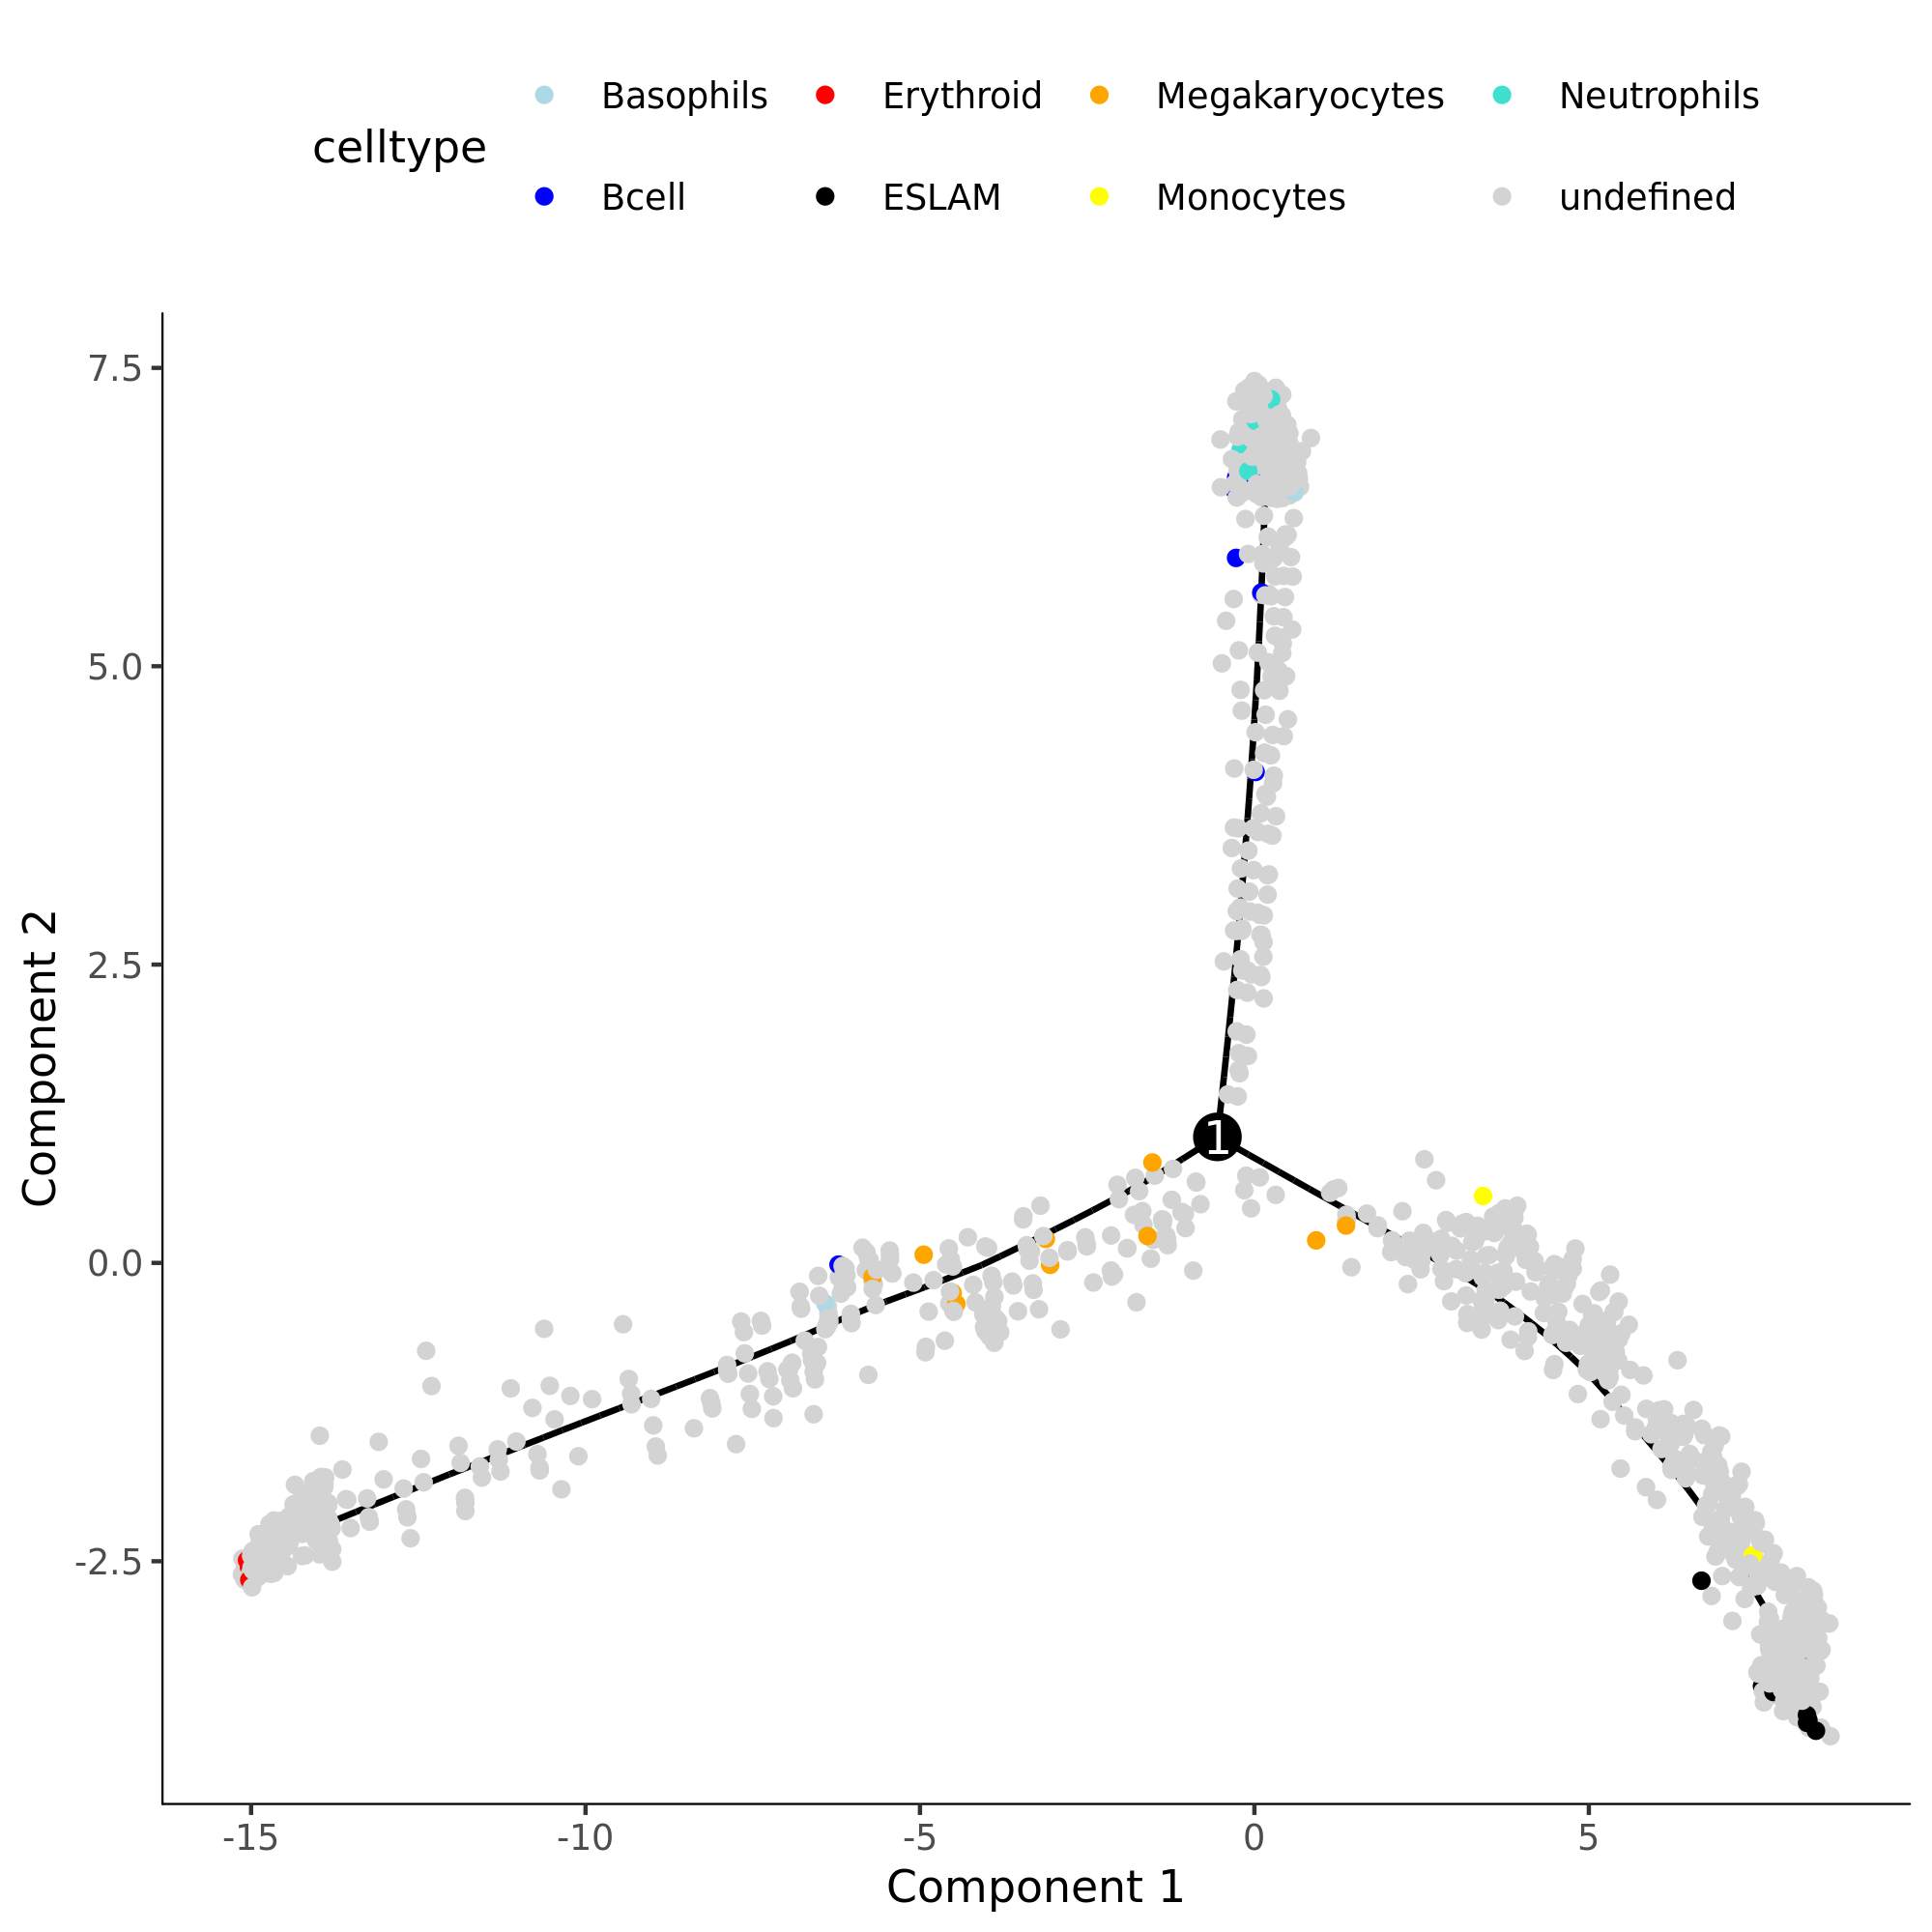 celltype
Basophils Erythroid Megakaryocytes Neutrophils
Bcell ESLAM Monocytes undefined
7.5
5.0
2.5
0.0
-2.5
Component 2
1
-15 -10 -5 0 5
Component 1